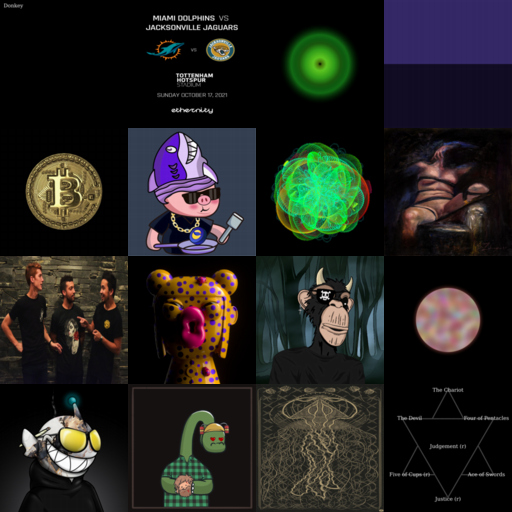 Donkey
MIAMI DOLPHINS VS
JACKSONVILLE JAGUARS
VS
TOTTENHAM
HOTSPUR
STADIUM
SUNDAY OCTOBER 17, 2021
ethernity
B
The Chariot
The Devil
Four of Pentacles
Judgement (r)
Five of Cups (r)
Ace of Swords
Justice (r)